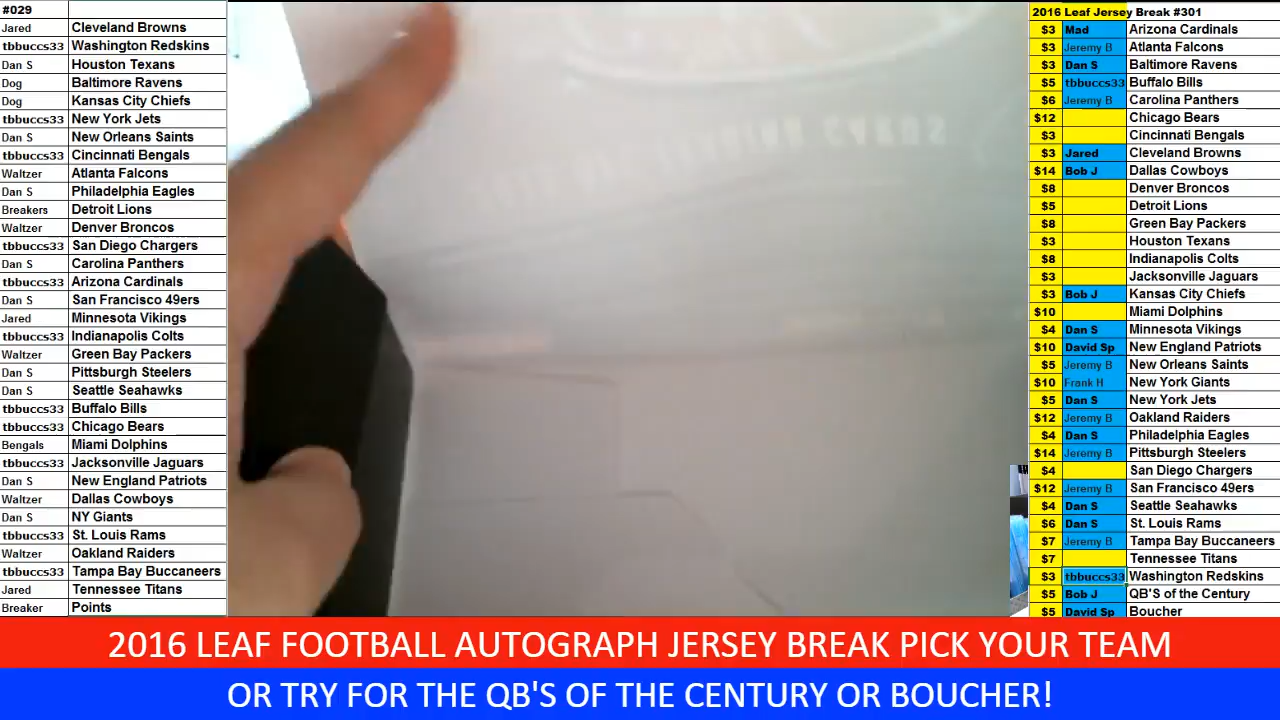 #029
Jared Cleveland Browns
tbbuccs33 Washington Redskins
Dan S Houston Texans
Dog Baltimore Ravens
Dog Kansas City Chiefs
tbbuccs33 New York Jets
Dan S New Orleans Saints
tbbuccs33 Cincinnati Bengals
Waltzer Atlanta Falcons
Dan S Philadelphia Eagles
Breakers Detroit Lions
Waltzer Denver Broncos
tbbuccs33 San Diego Chargers
Dan S Carolina Panthers
tbbuccs33 Arizona Cardinals
Dan S San Francisco 49ers
Jared Minnesota Vikings
tbbuccs33 Indianapolis Colts
Waltzer Green Bay Packers
Dan S Pittsburgh Steelers
Dan S Seattle Seahawks
tbbuccs33 Buffalo Bills
tbbuccs33 Chicago Bears
Bengals Miami Dolphins
tbbuccs33 Jacksonville Jaguars
Dan S New England Patriots
Waltzer Dallas Cowboys
Dan S NY Giants
tbbuccs33 St. Louis Rams
Waltzer Oakland Raiders
tbbuccs33 Tampa Bay Buccaneers
Jared Tennessee Titans
Breaker Points
CARDS
2016 Leaf Jersey Break #301
$3 Mad Arizona Cardinals
$3 Jeremy B Atlanta Falcons
$3 Dan S Baltimore Ravens
$5 tbbuccs33 Buffalo Bills
$6 Jeremy B Carolina Panthers
$12 Chicago Bears
$3 Cincinnati Bengals
$3 Jared Cleveland Browns
$14 Bob J Dallas Cowboys
$8 Denver Broncos
$5 Detroit Lions
$8 Green Bay Packers
$3 Houston Texans
$8 Indianapolis Colts
$3 Jacksonville Jaguars
$3 Bob J Kansas City Chiefs
$10 Miami Dolphins
$4 Dan S Minnesota Vikings
$10 David Sp New England Patriots
$5 Jeremy B New Orleans Saints
$10 Frank H New York Giants
$5 Dan S New York Jets
$12 Jeremy B Oakland Raiders
$4 Dan S Philadelphia Eagles
$14 Jeremy B Pittsburgh Steelers
$4 San Diego Chargers
$12 Jeremy B San Francisco 49ers
$4 Dan S Seattle Seahawks
$6 Dan S St. Louis Rams
$7 Jeremy B Tampa Bay Buccaneers
$7 Tennessee Titans
$3 tbbuccs33 Washington Redskins
$5 Bob J QB'S of the Century
$5 David Sp Boucher
2016 LEAF FOOTBALL AUTOGRAPH JERSEY BREAK PICK YOUR TEAM
OR TRY FOR THE QB'S OF THE CENTURY OR BOUCHER!